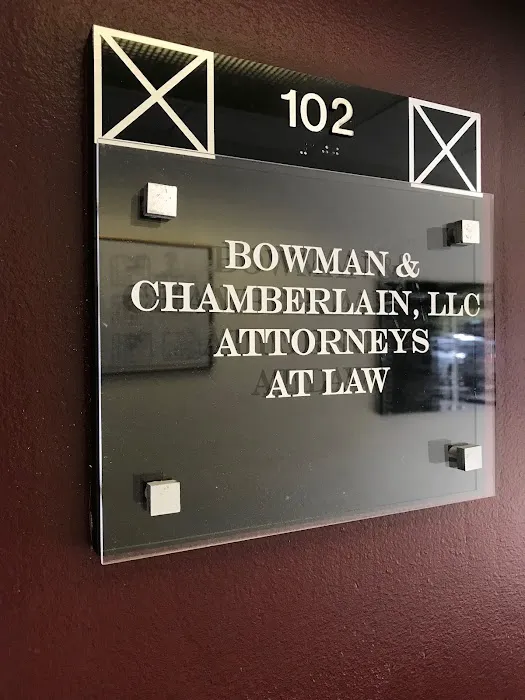 102
BOWMAN &
CHAMBERLAIN, LLC
ATTORNEYS
AT LAW